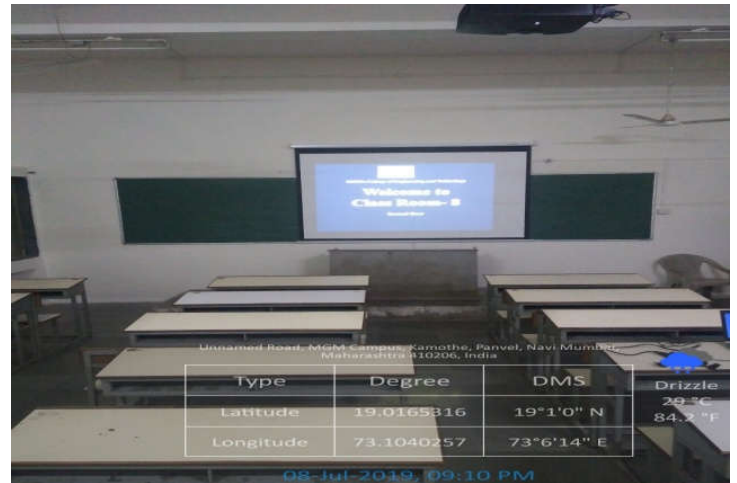 Welcome to
Class Room- 8
Unnamed Road, MGM Campus, Kamothe, Panvel, Navi Mumbai,
Maharashtra 410206, India
Type Degree DMS
Latitude 19.0165316 19°1'0" N
Longitude 73.1040257 73°6'14" E
Drizzle
29 °C
84.2 °F
08-Jul-2019, 09:10 PM